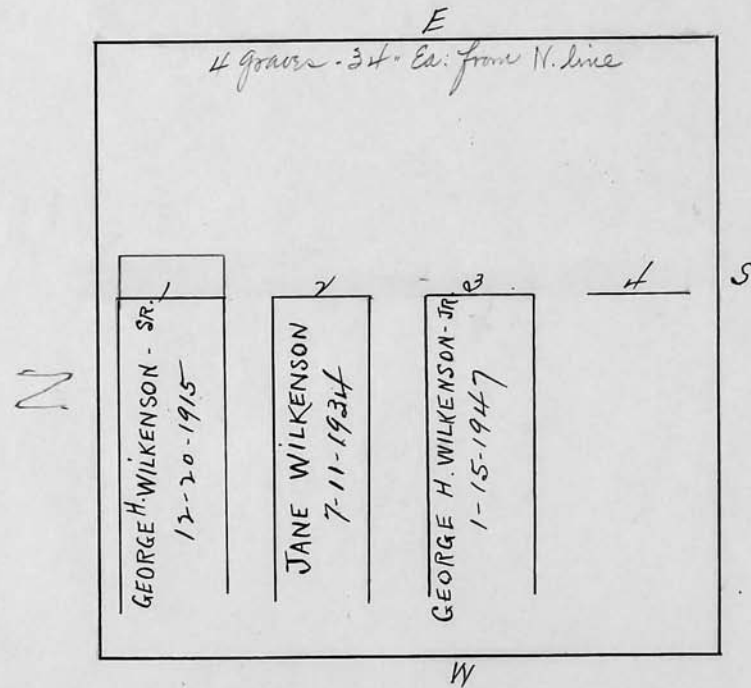 E
4 graves - 34" Ea: from N. line
1
2
3
4
S
N
GEORGE H. WILKENSON - SR.
12-20-1915
JANE WILKENSON
7-11-1934
GEORGE H. WILKENSON - JR.
1-15-1947
W